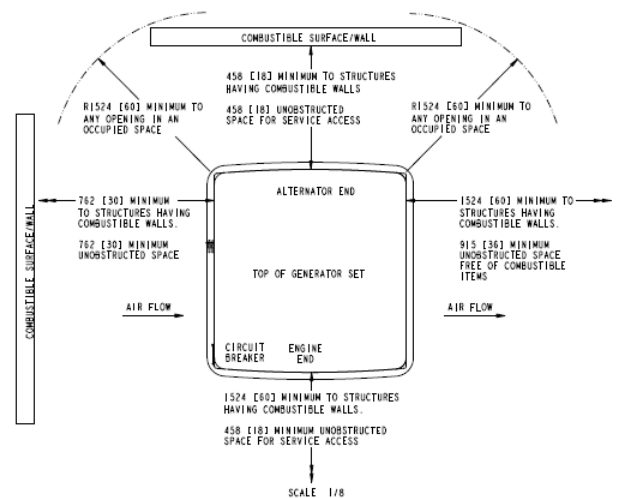 COMBUSTIBLE SURFACE/WALL
458 [18] MINIMUM TO STRUCTURES
HAVING COMBUSTIBLE WALLS
458 [18] UNOBSTRUCTED
SPACE FOR SERVICE ACCESS
R1524 [60] MINIMUM TO
ANY OPENING IN AN
OCCUPIED SPACE
R1524 [60] MINIMUM TO
ANY OPENING IN AN
OCCUPIED SPACE
COMBUSTIBLE SURFACE/WALL
762 [30] MINIMUM
TO STRUCTURES HAVING
COMBUSTIBLE WALLS.
762 [30] MINIMUM
UNOBSTRUCTED SPACE
ALTERNATOR END
1524 [60] MINIMUM TO
STRUCTURES HAVING
COMBUSTIBLE WALLS.
915 [36] MINIMUM
UNOBSTRUCTED SPACE
FREE OF COMBUSTIBLE
ITEMS
TOP OF GENERATOR SET
AIR FLOW
AIR FLOW
CIRCUIT
BREAKER
ENGINE
END
1524 [60] MINIMUM TO STRUCTURES
HAVING COMBUSTIBLE WALLS.
458 [18] MINIMUM UNOBSTRUCTED
SPACE FOR SERVICE ACCESS
SCALE 1/8